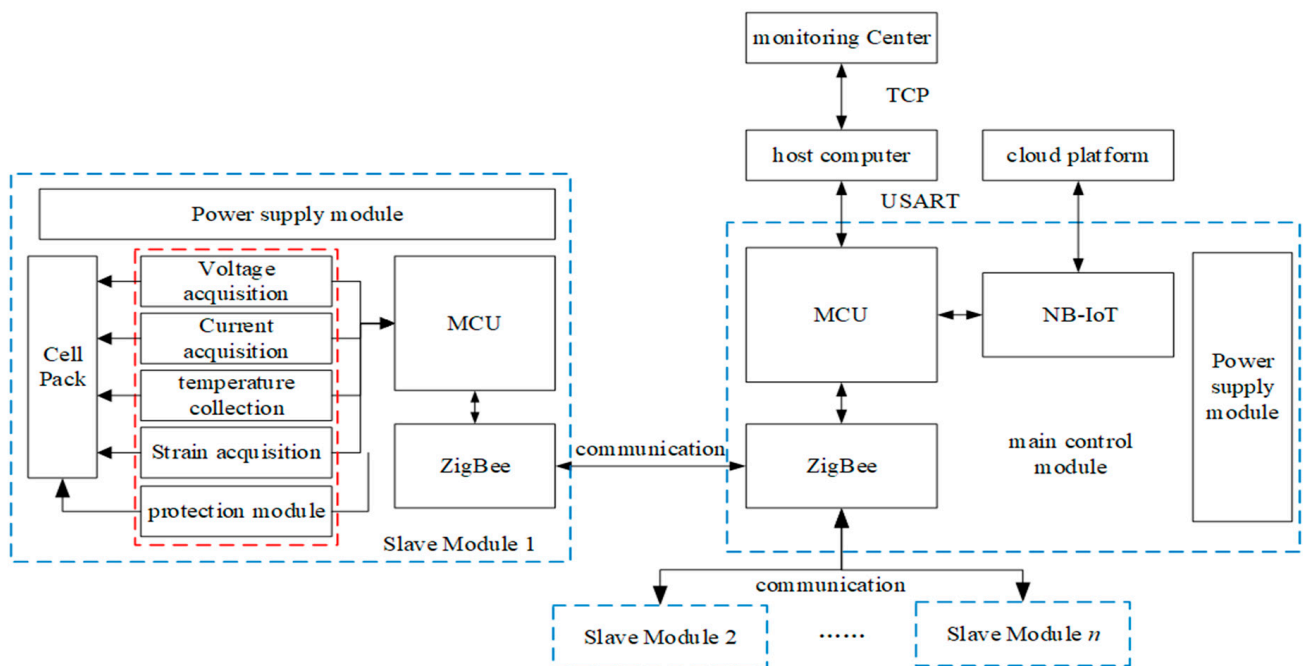 monitoring Center
TCP
host computer
cloud platform
USART
Power supply module
Voltage
acquisition
Current
acquisition
temperature
collection
Strain acquisition
protection module
Cell
Pack
MCU
ZigBee
Slave Module 1
communication
MCU
NB-IoT
ZigBee
main control
module
Power
supply
module
communication
Slave Module 2
······
Slave Module n